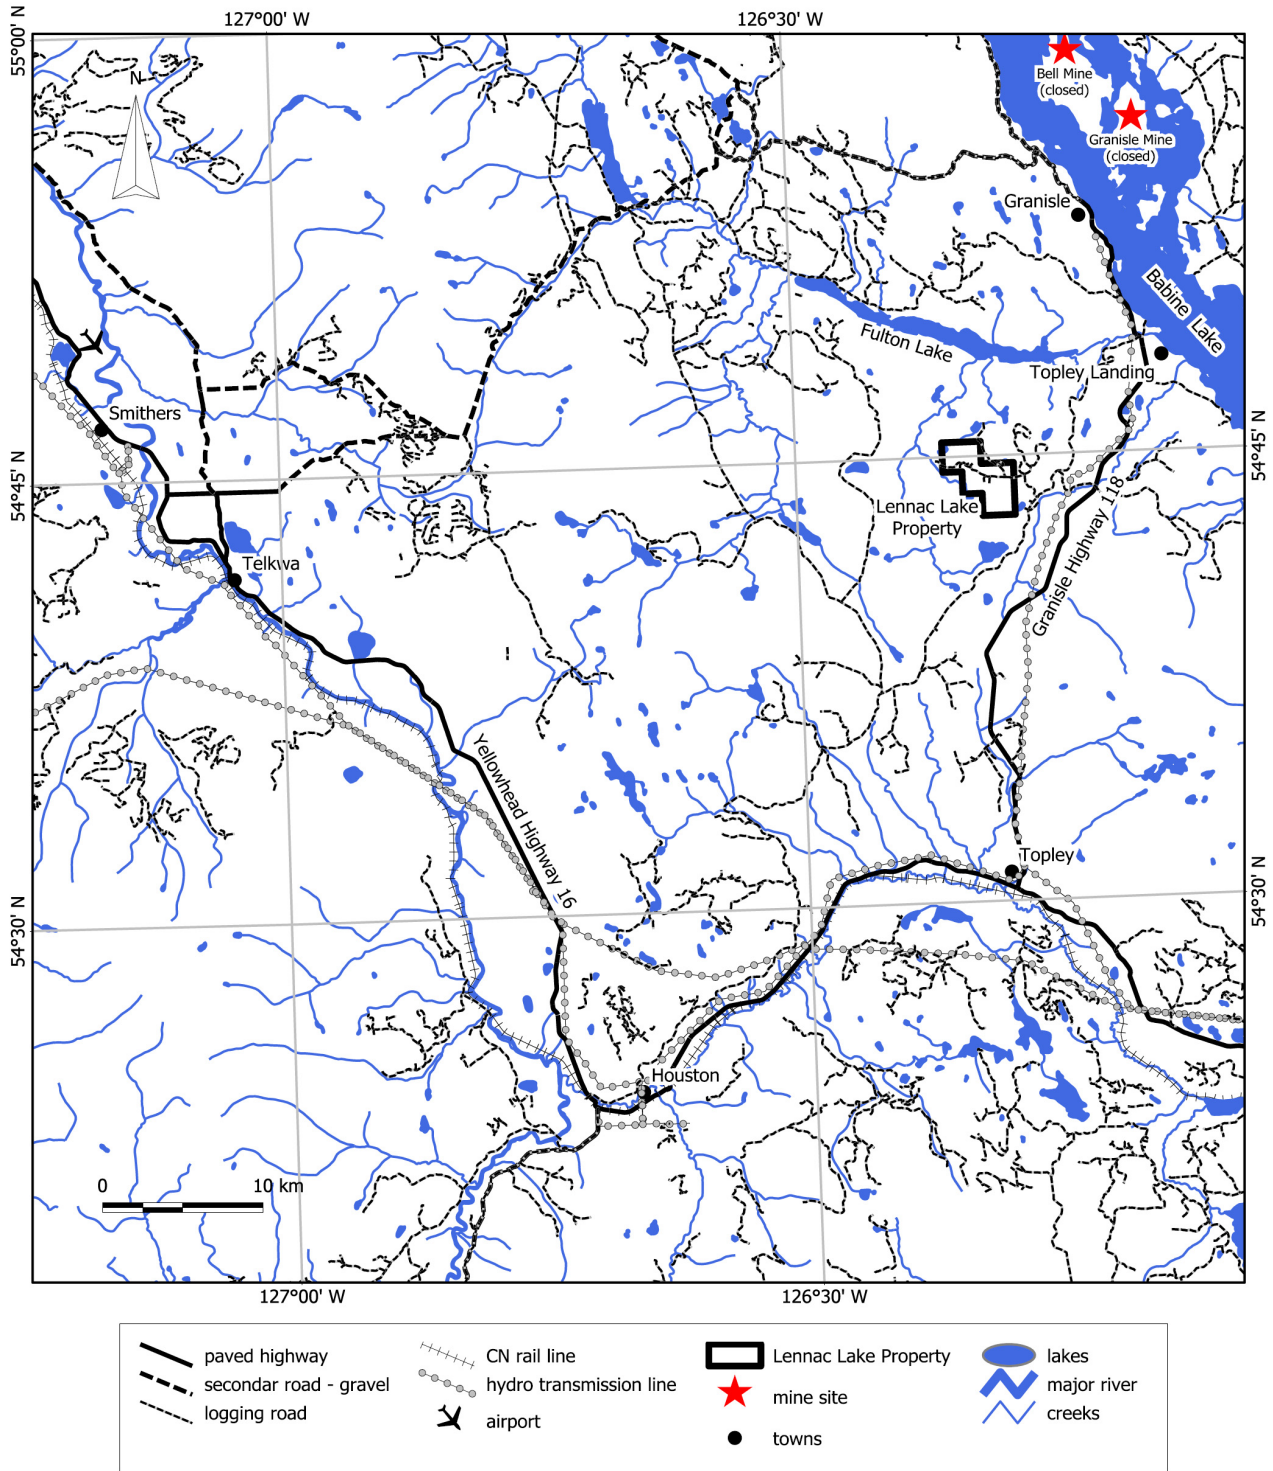 127°00' W
126°30' W
55°00' N
N
Bell Mine
(closed)
Granisle Mine
(closed)
Granisle
Babine Lake
Fulton Lake
Topley Landing
Smithers
54°45' N
54°45' N
Lennac Lake
Property
Granisle Highway 118
Telkwa
Yellowhead Highway 16
Topley
54°30' N
54°30' N
Houston
0 10 km
127°00' W
126°30' W
paved highway
secondar road - gravel
logging road
CN rail line
hydro transmission line
airport
Lennac Lake Property
mine site
towns
lakes
major river
creeks